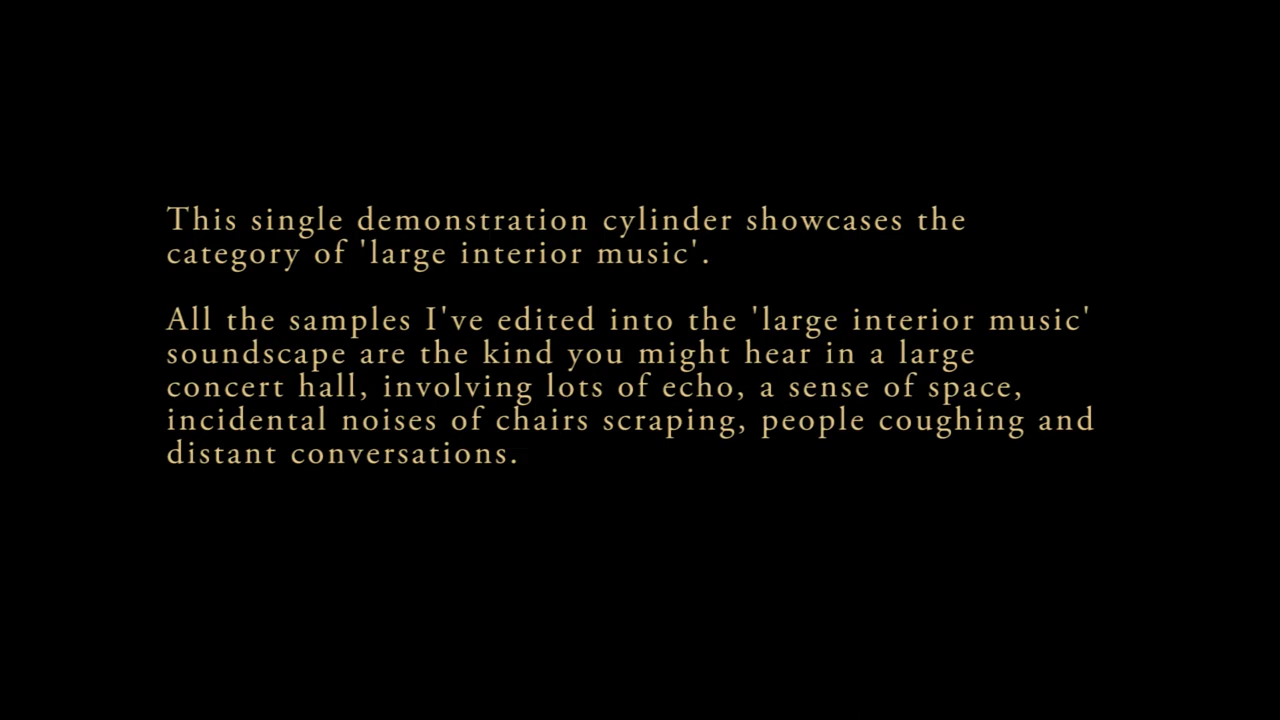 This single demonstration cylinder showcases the
category of 'large interior music'.
All the samples I've edited into the 'large interior music'
soundscape are the kind you might hear in a large
concert hall, involving lots of echo, a sense of space,
incidental noises of chairs scraping, people coughing and
distant conversations.